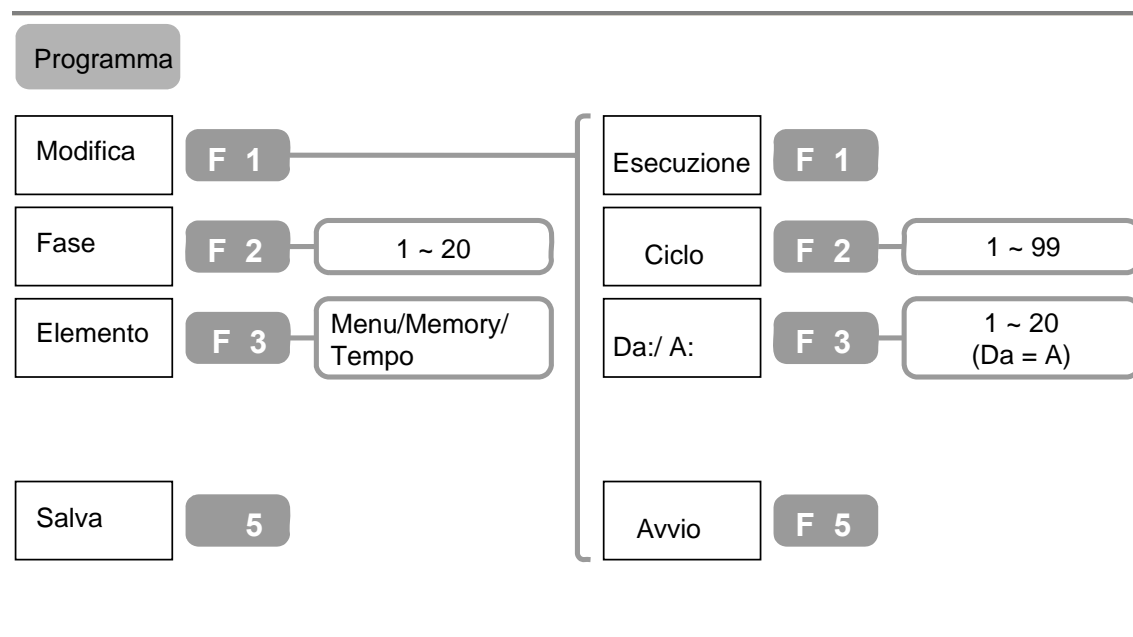 Programma
Modifica
F 1
Fase
F 2
1 ~ 20
Elemento
F 3
Menu/Memory/
Tempo
Salva
5
Esecuzione
F 1
Ciclo
F 2
1 ~ 99
Da:/ A:
F 3
1 ~ 20
(Da = A)
Avvio
F 5